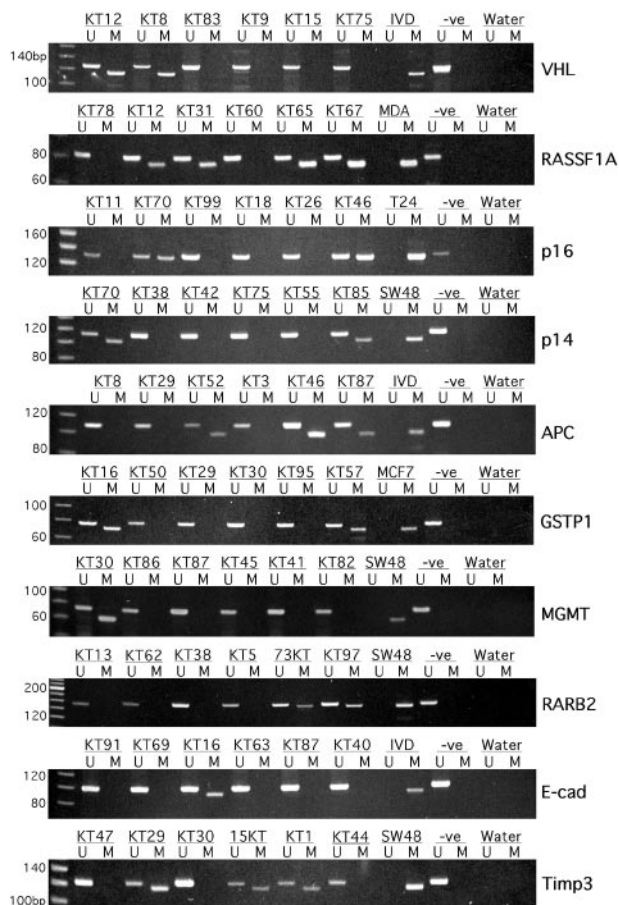 KT12 KT8 KT83 KT9 KT15 KT75 IVD -ve Water
U M U M U M U M U M U M U M U M U M
140bp
100
VHL
KT78 KT12 KT31 KT60 KT65 KT67 MDA -ve Water
U M U M U M U M U M U M U M U M U M
80
60
RASSF1A
KT11 KT70 KT99 KT18 KT26 KT46 T24 -ve Water
U M U M U M U M U M U M U M U M U M
160
120
p16
KT70 KT38 KT42 KT75 KT55 KT85 SW48 -ve Water
U M U M U M U M U M U M U M U M U M
120
80
p14
KT8 KT29 KT52 KT3 KT46 KT87 IVD -ve Water
U M U M U M U M U M U M U M U M U M
120
80
APC
KT16 KT50 KT29 KT30 KT95 KT57 MCF7 -ve Water
U M U M U M U M U M U M U M U M U M
100
60
GSTP1
KT30 KT86 KT87 KT45 KT41 KT82 SW48 -ve Water
U M U M U M U M U M U M U M U M U M
100
60
MGMT
KT13 KT62 KT38 KT5 73KT KT97 SW48 -ve Water
U M U M U M U M U M U M U M U M U M
200
120
RARB2
KT91 KT69 KT16 KT63 KT87 KT40 IVD -ve Water
U M U M U M U M U M U M U M U M U M
120
80
E-cad
KT47 KT29 KT30 15KT KT1 KT44 SW48 -ve Water
U M U M U M U M U M U M U M U M U M
140
100bp
Timp3